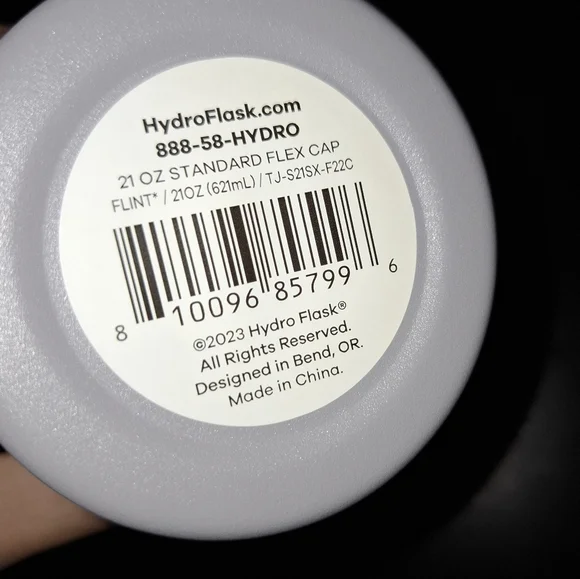 HydroFlask.com
888-58-HYDRO
21 OZ STANDARD FLEX CAP
FLINT* / 21OZ (621mL) / TJ-S21SX-F22C
8 10096 85799 6
©2023 Hydro Flask®
All Rights Reserved.
Designed in Bend, OR.
Made in China.